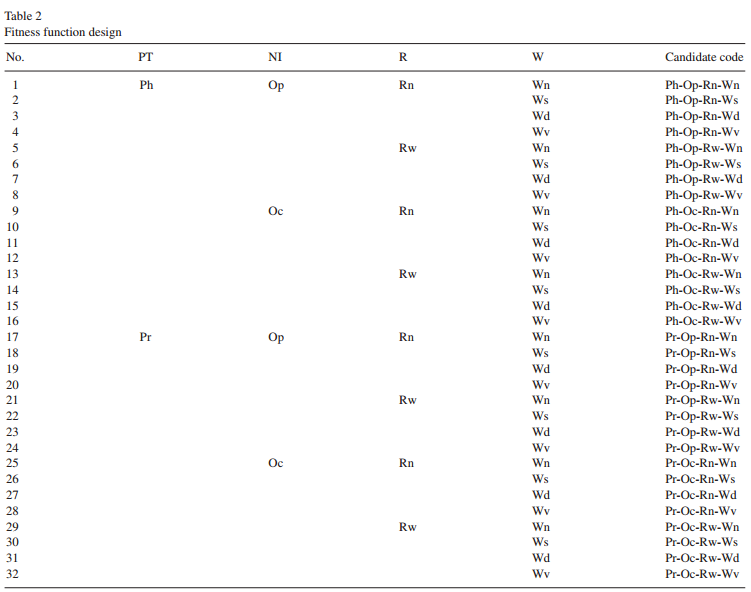 Table 2
Fitness function design
No. PT NI R W Candidate code
1 Ph Op Rn Wn Ph-Op-Rn-Wn
2 Ws Ph-Op-Rn-Ws
3 Wd Ph-Op-Rn-Wd
4 Wv Ph-Op-Rn-Wv
5 Rw Wn Ph-Op-Rw-Wn
6 Ws Ph-Op-Rw-Ws
7 Wd Ph-Op-Rw-Wd
8 Wv Ph-Op-Rw-Wv
9 Oc Rn Wn Ph-Oc-Rn-Wn
10 Ws Ph-Oc-Rn-Ws
11 Wd Ph-Oc-Rn-Wd
12 Wv Ph-Oc-Rn-Wv
13 Rw Wn Ph-Oc-Rw-Wn
14 Ws Ph-Oc-Rw-Ws
15 Wd Ph-Oc-Rw-Wd
16 Wv Ph-Oc-Rw-Wv
17 Pr Op Rn Wn Pr-Op-Rn-Wn
18 Ws Pr-Op-Rn-Ws
19 Wd Pr-Op-Rn-Wd
20 Wv Pr-Op-Rn-Wv
21 Rw Wn Pr-Op-Rw-Wn
22 Ws Pr-Op-Rw-Ws
23 Wd Pr-Op-Rw-Wd
24 Wv Pr-Op-Rw-Wv
25 Oc Rn Wn Pr-Oc-Rn-Wn
26 Ws Pr-Oc-Rn-Ws
27 Wd Pr-Oc-Rn-Wd
28 Wv Pr-Oc-Rn-Wv
29 Rw Wn Pr-Oc-Rw-Wn
30 Ws Pr-Oc-Rw-Ws
31 Wd Pr-Oc-Rw-Wd
32 Wv Pr-Oc-Rw-Wv